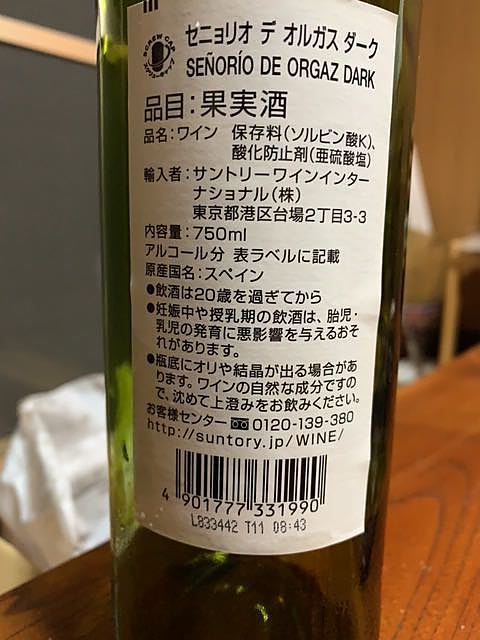 セニョリオ デ オルガス ダーク
SEÑORÍO DE ORGAZ DARK
SCREW CAP
品目:果実酒
品名:ワイン 保存料(ソルビン酸K)、
酸化防止剤(亜硫酸塩)
輸入者:サントリーワインインター
ナショナル(株)
東京都港区台場2丁目3-3
内容量:750ml
アルコール分 表ラベルに記載
原産国名:スペイン
●飲酒は20歳を過ぎてから
●妊娠中や授乳期の飲酒は、胎児・
乳児の発育に悪影響を与えるおそ
れがあります。
●瓶底にオリや結晶が出る場合があ
ります。ワインの自然な成分ですの
で、沈めて上澄みをお飲みください。
お客様センター 0120-139-380
http://suntory.jp/WINE/
4 901777 331990
L833442 T11 08:43